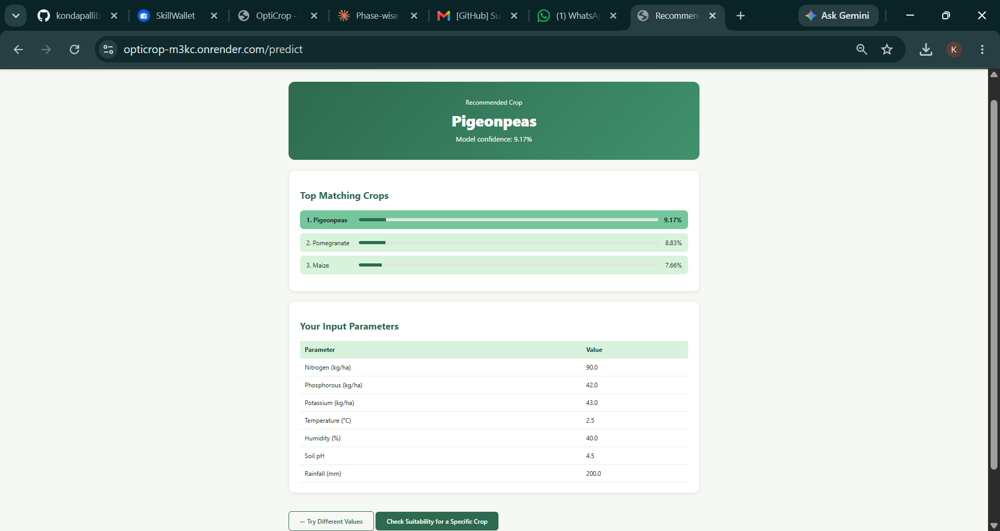 kondapallib
SkillWallet
OptiCrop - S
Phase-wise
[GitHub] Su
(1) WhatsAp
Recommen
Ask Gemini
opticrop-m3kc.onrender.com/predict
K
Recommended Crop
Pigeonpeas
Model confidence: 9.17%
Top Matching Crops
1. Pigeonpeas 9.17%
2. Pomegranate 8.83%
3. Maize 7.66%
Your Input Parameters
Parameter Value
Nitrogen (kg/ha) 90.0
Phosphorous (kg/ha) 42.0
Potassium (kg/ha) 43.0
Temperature (°C) 2.5
Humidity (%) 40.0
Soil pH 4.5
Rainfall (mm) 200.0
← Try Different Values
Check Suitability for a Specific Crop